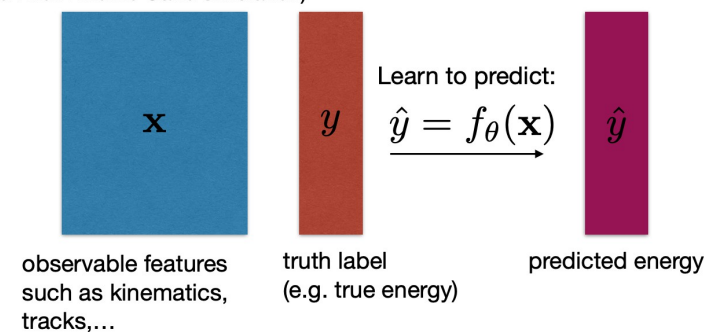 x
y
Learn to predict:
ŷ = f_θ(x)
ŷ
observable features
such as kinematics,
tracks,...
truth label
(e.g. true energy)
predicted energy